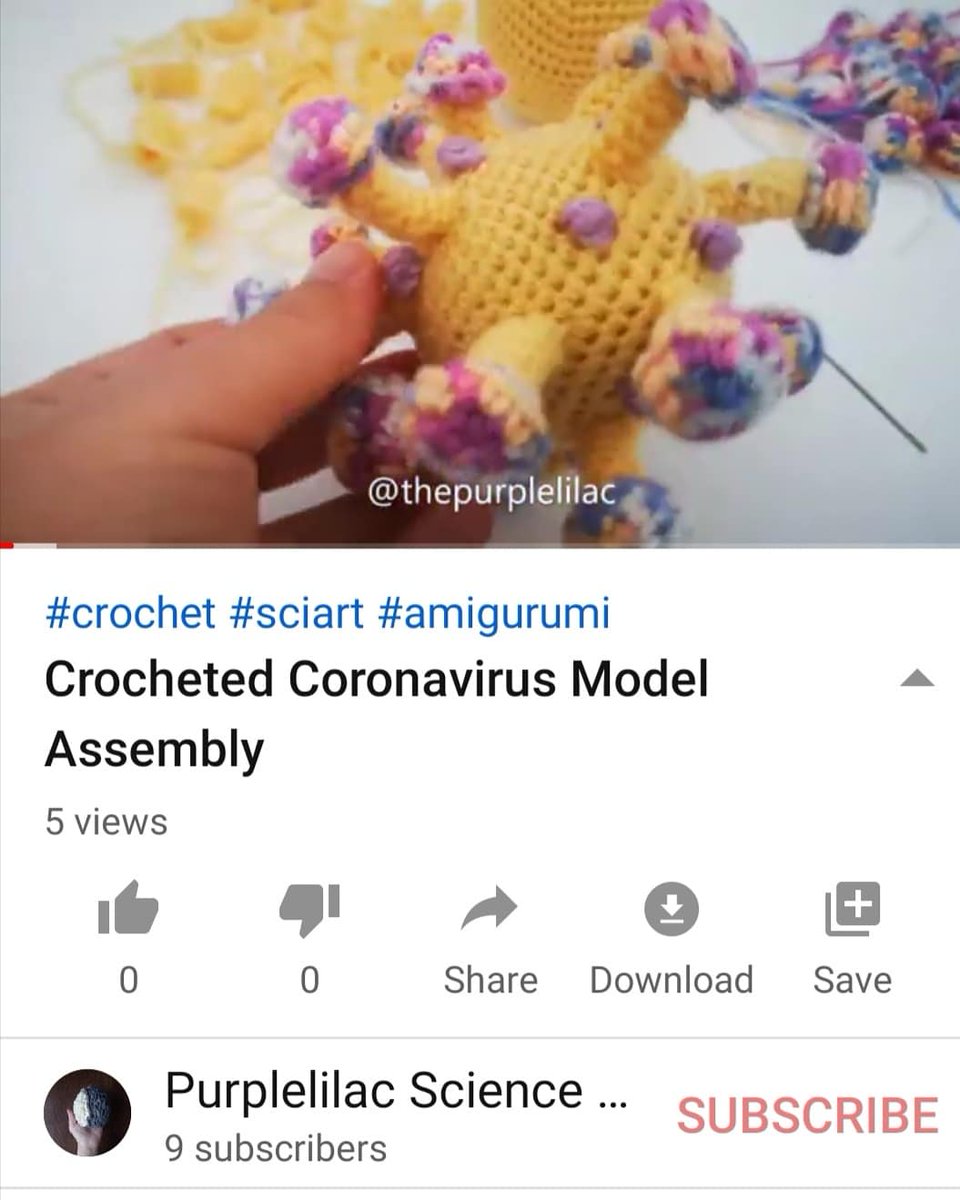 @thepurplelilac
#crochet #sciart #amigurumi
Crocheted Coronavirus Model
Assembly
5 views
0 0 Share Download Save
Purplelilac Science ...
SUBSCRIBE
9 subscribers